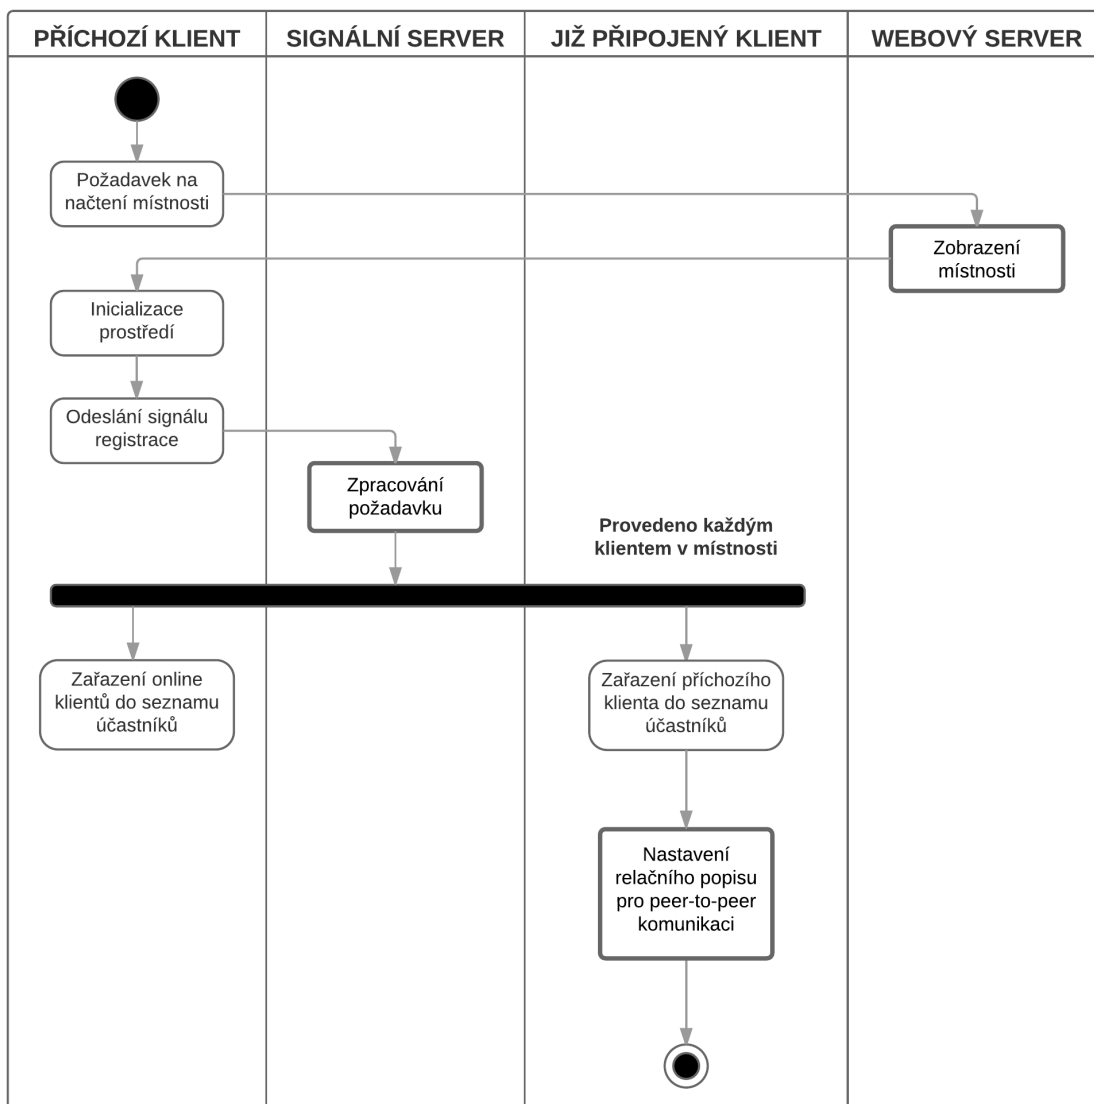 PŘÍCHOZÍ KLIENT
SIGNÁLNÍ SERVER
JIŽ PŘIPOJENÝ KLIENT
WEBOVÝ SERVER
Požadavek na
načtení místnosti
Zobrazení
místnosti
Inicializace
prostředí
Odeslání signálu
registrace
Zpracování
požadavku
Provedeno každým
klientem v místnosti
Zařazení online
klientů do seznamu
účastníků
Zařazení příchozího
klienta do seznamu
účastníků
Nastavení
relačního popisu
pro peer-to-peer
komunikaci